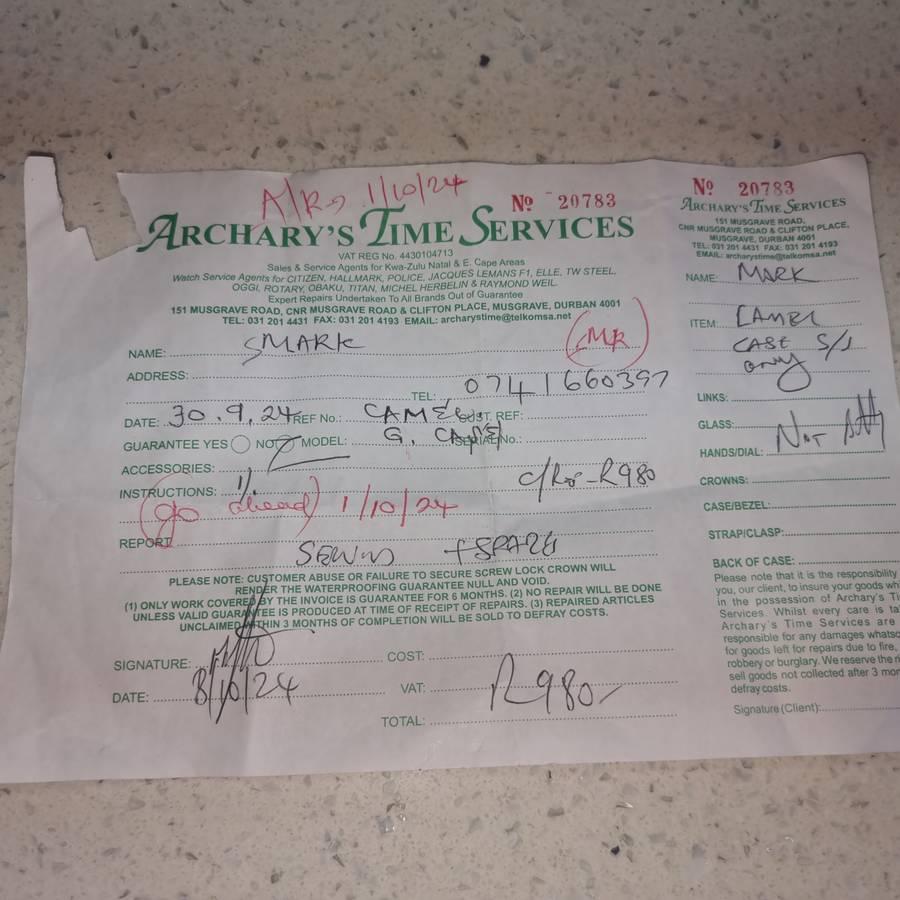 A/R→ 1/10/24
Nº 20783
ARCHARY'S TIME SERVICES
VAT REG No. 4430104713
Sales & Service Agents for Kwa-Zulu Natal & E. Cape Areas
Watch Service Agents for CITIZEN, HALLMARK, POLICE, JACQUES LEMANS F1, ELLE, TW STEEL,
OGGI, ROTARY, OBAKU, TITAN, MICHEL HERBELIN & RAYMOND WEIL.
Expert Repairs Undertaken To All Brands Out of Guarantee
151 MUSGRAVE ROAD, CNR MUSGRAVE ROAD & CLIFTON PLACE, MUSGRAVE, DURBAN 4001
TEL: 031 201 4431 FAX: 031 201 4193 EMAIL: archarystime@telkomsa.net
NAME: MARK (MR)
ADDRESS:
TEL: 0741660397
DATE: 30.9.24 REF No.: CAMEL CUST. REF:
GUARANTEE YES NO MODEL: G. CAMEL SERIAL No.:
ACCESSORIES:
INSTRUCTIONS: 1/. R980
(go ahead) 1/10/24
REPORT
PLEASE NOTE: CUSTOMER ABUSE OR FAILURE TO SECURE SCREW LOCK CROWN WILL
RENDER THE WATERPROOFING GUARANTEE NULL AND VOID.
(1) ONLY WORK COVERED BY THE INVOICE IS GUARANTEE FOR 6 MONTHS. (2) NO REPAIR WILL BE DONE
UNLESS VALID GUARANTEE IS PRODUCED AT TIME OF RECEIPT OF REPAIRS. (3) REPAIRED ARTICLES
UNCLAIMED WITHIN 3 MONTHS OF COMPLETION WILL BE SOLD TO DEFRAY COSTS.
SIGNATURE:
COST:
DATE: 8/10/24
VAT: R980
TOTAL:
Nº 20783
ARCHARY'S TIME SERVICES
151 MUSGRAVE ROAD,
CNR MUSGRAVE ROAD & CLIFTON PLACE,
MUSGRAVE, DURBAN 4001
TEL: 031 201 4431 FAX: 031 201 4193
EMAIL: archarystime@telkomsa.net
NAME: MARK
ITEM: CAMEL
CASE S/S
only
LINKS:
GLASS:
HANDS/DIAL: NOT
CROWNS:
CASE/BEZEL:
STRAP/CLASP:
BACK OF CASE:
Please note that it is the responsibility
you, our client, to insure your goods wh
in the possession of Archary's Ti
Services. Whilst every care is ta
Archary's Time Services are
responsible for any damages whatso
for goods left for repairs due to fire,
robbery or burglary. We reserve the ri
sell goods not collected after 3 mon
defray costs.
Signature (Client):